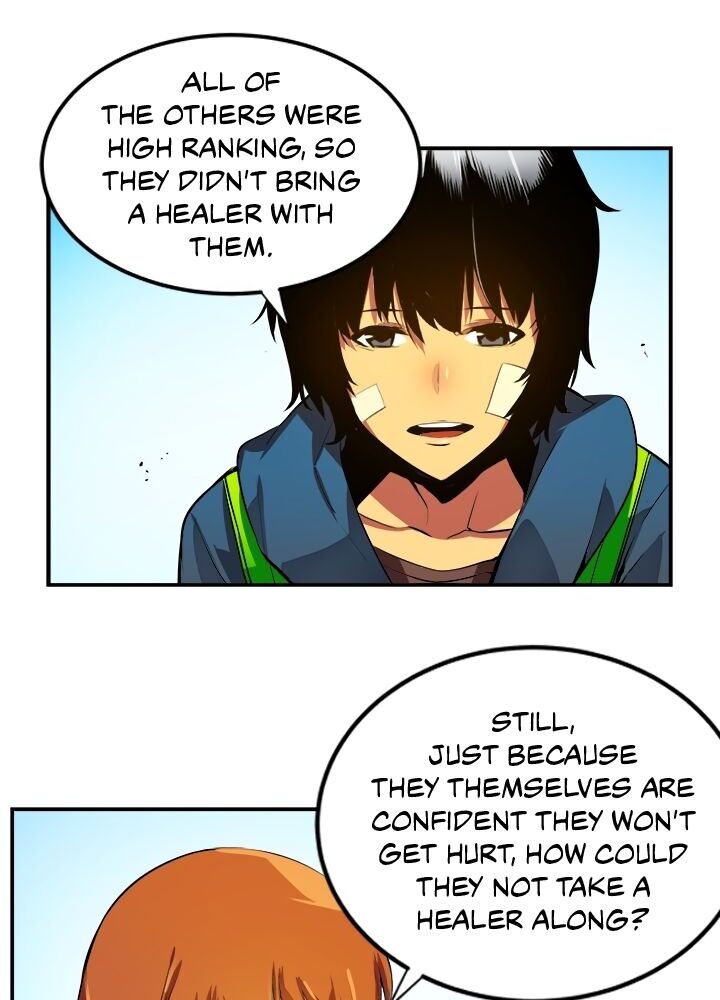 ALL OF
THE OTHERS WERE
HIGH RANKING, SO
THEY DIDN'T BRING
A HEALER WITH
THEM.
STILL,
JUST BECAUSE
THEY THEMSELVES ARE
CONFIDENT THEY WON'T
GET HURT, HOW COULD
THEY NOT TAKE A
HEALER ALONG?